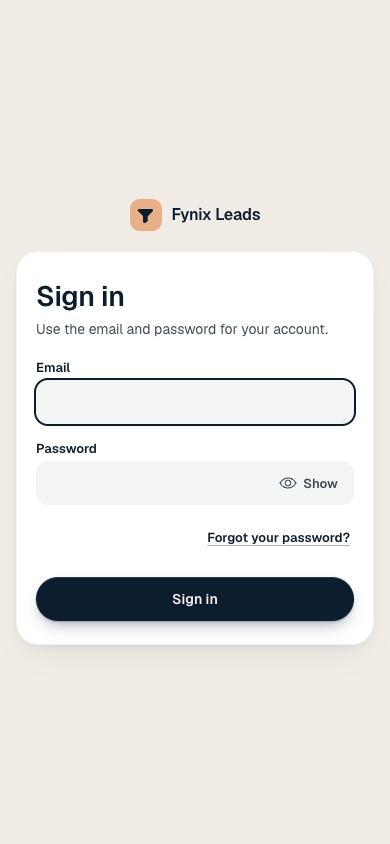 Fynix Leads
Sign in
Use the email and password for your account.
Email
Password
Show
Forgot your password?
Sign in